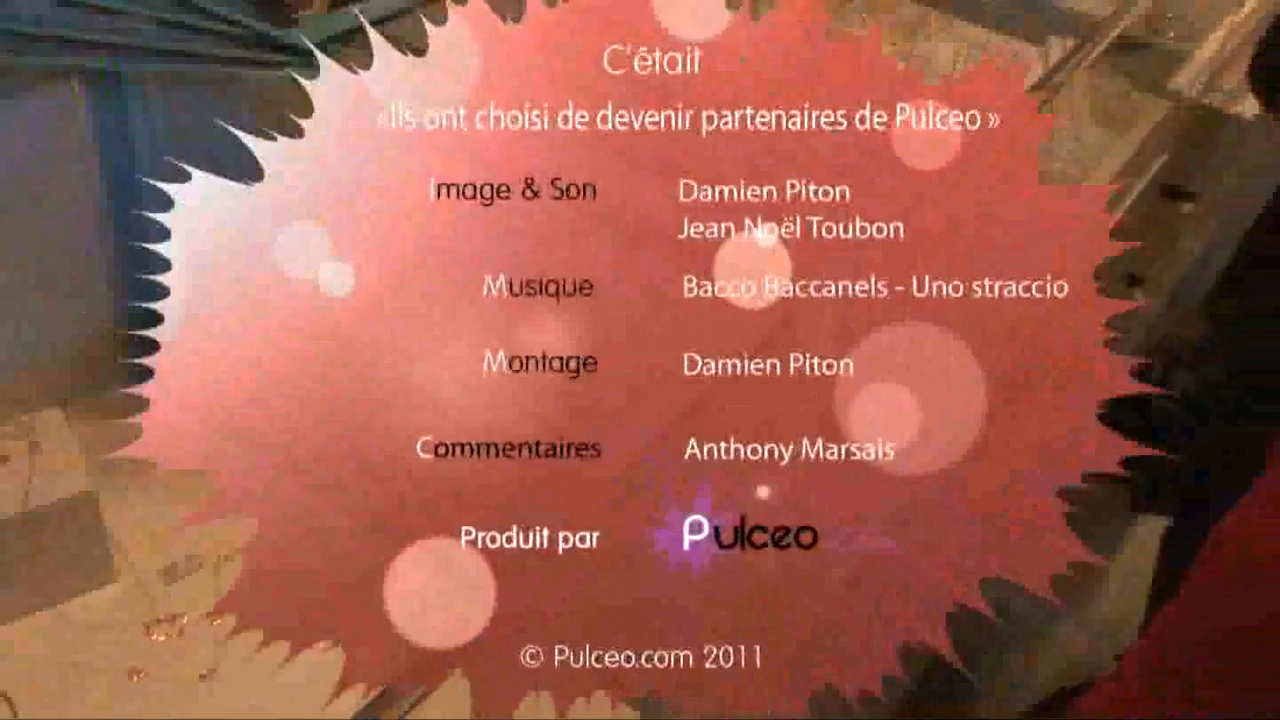 C'était
«Ils ont choisi de devenir partenaires de Pulceo »
Image & Son Damien Piton
Jean Noël Toubon
Musique Bacco Baccanels - Uno straccio
Montage Damien Piton
Commentaires Anthony Marsais
Produit par Pulceo
© Pulceo.com 2011